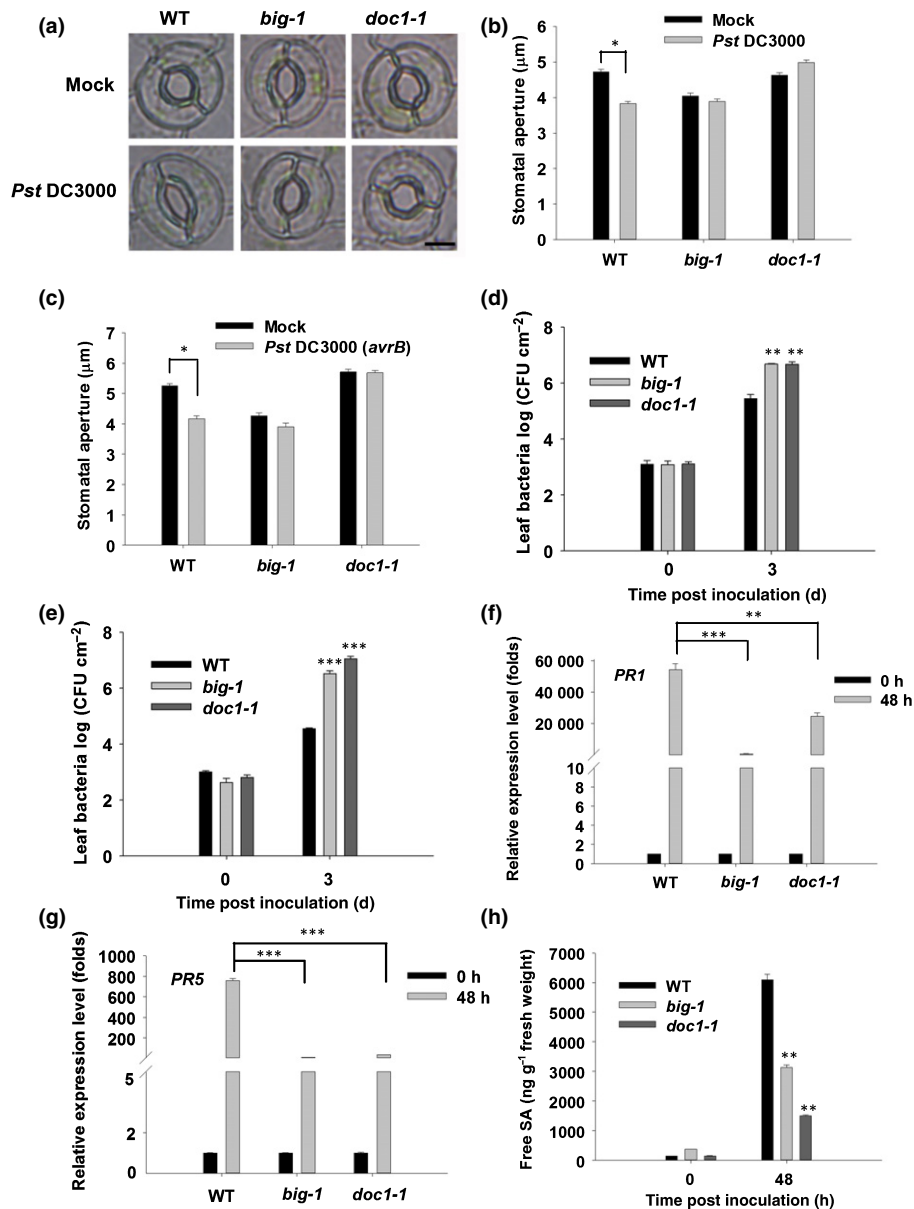 (a)
WT big-1 doc1-1
Mock
Pst DC3000
(b)
Mock
Pst DC3000
Stomatal aperture (μm)
6
5
4
3
2
1
0
*
WT big-1 doc1-1
(c)
Mock
Pst DC3000 (avrB)
Stomatal aperture (μm)
7
6
5
4
3
2
1
0
*
WT big-1 doc1-1
(d)
WT
big-1
doc1-1
Leaf bacteria log (CFU cm⁻²)
8
6
4
2
0
** **
0 3
Time post inoculation (d)
(e)
WT
big-1
doc1-1
Leaf bacteria log (CFU cm⁻²)
8
6
4
2
0
*** ***
0 3
Time post inoculation (d)
(f)
PR1
0 h
48 h
Relative expression level (folds)
60 000
40 000
20 000
10
8
6
4
2
0
**
***
WT big-1 doc1-1
(g)
PR5
0 h
48 h
Relative expression level (folds)
1000
800
600
400
200
5
2
0
***
***
WT big-1 doc1-1
(h)
WT
big-1
doc1-1
Free SA (ng g⁻¹ fresh weight)
7000
6000
5000
4000
3000
2000
1000
0
**
**
0 48
Time post inoculation (h)